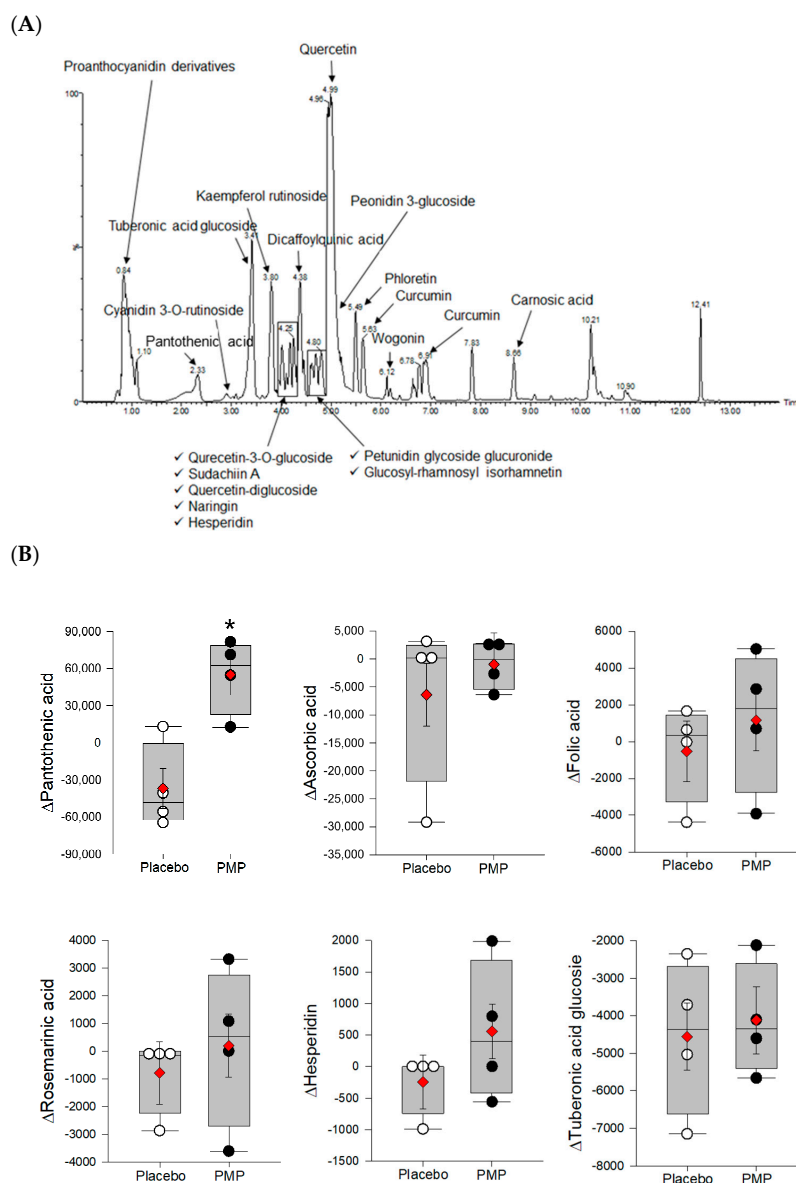 (A)
Quercetin
Proanthocyanidin derivatives
4.99
4.96
100
Kaempferol rutinoside
Peonidin 3-glucoside
Tuberonic acid glucoside
Dicaffoylquinic acid
3.41
%
0.84
3.80
4.38
Phloretin
Cyanidin 3-O-rutinoside
5.49
Curcumin
Carnosic acid
12.41
Pantothenic acid
4.25
4.80
5.63
Wogonin
Curcumin
10.21
1.10
2.33
6.12
6.78
6.91
7.83
8.66
10.90
0
Tim
1.00 2.00 3.00 4.00 5.00 6.00 7.00 8.00 9.00 10.00 11.00 12.00 13.00
✓ Qurecetin-3-O-glucoside
✓ Sudachiin A
✓ Quercetin-diglucoside
✓ Naringin
✓ Hesperidin
✓ Petunidin glycoside glucuronide
✓ Glucosyl-rhamnosyl isorhamnetin
(B)
ΔPantothenic acid
90,000
60,000
30,000
0
-30,000
-60,000
-90,000
*
Placebo PMP
ΔAscorbic acid
5,000
0
-5,000
-10,000
-15,000
-20,000
-25,000
-30,000
-35,000
Placebo PMP
ΔFolic acid
6000
4000
2000
0
-2000
-4000
-6000
Placebo PMP
ΔRosemarinic acid
4000
3000
2000
1000
0
-1000
-2000
-3000
-4000
Placebo PMP
ΔHesperidin
2000
1500
1000
500
0
-500
-1000
-1500
Placebo PMP
ΔTuberonic acid glucosie
-2000
-3000
-4000
-5000
-6000
-7000
-8000
Placebo PMP